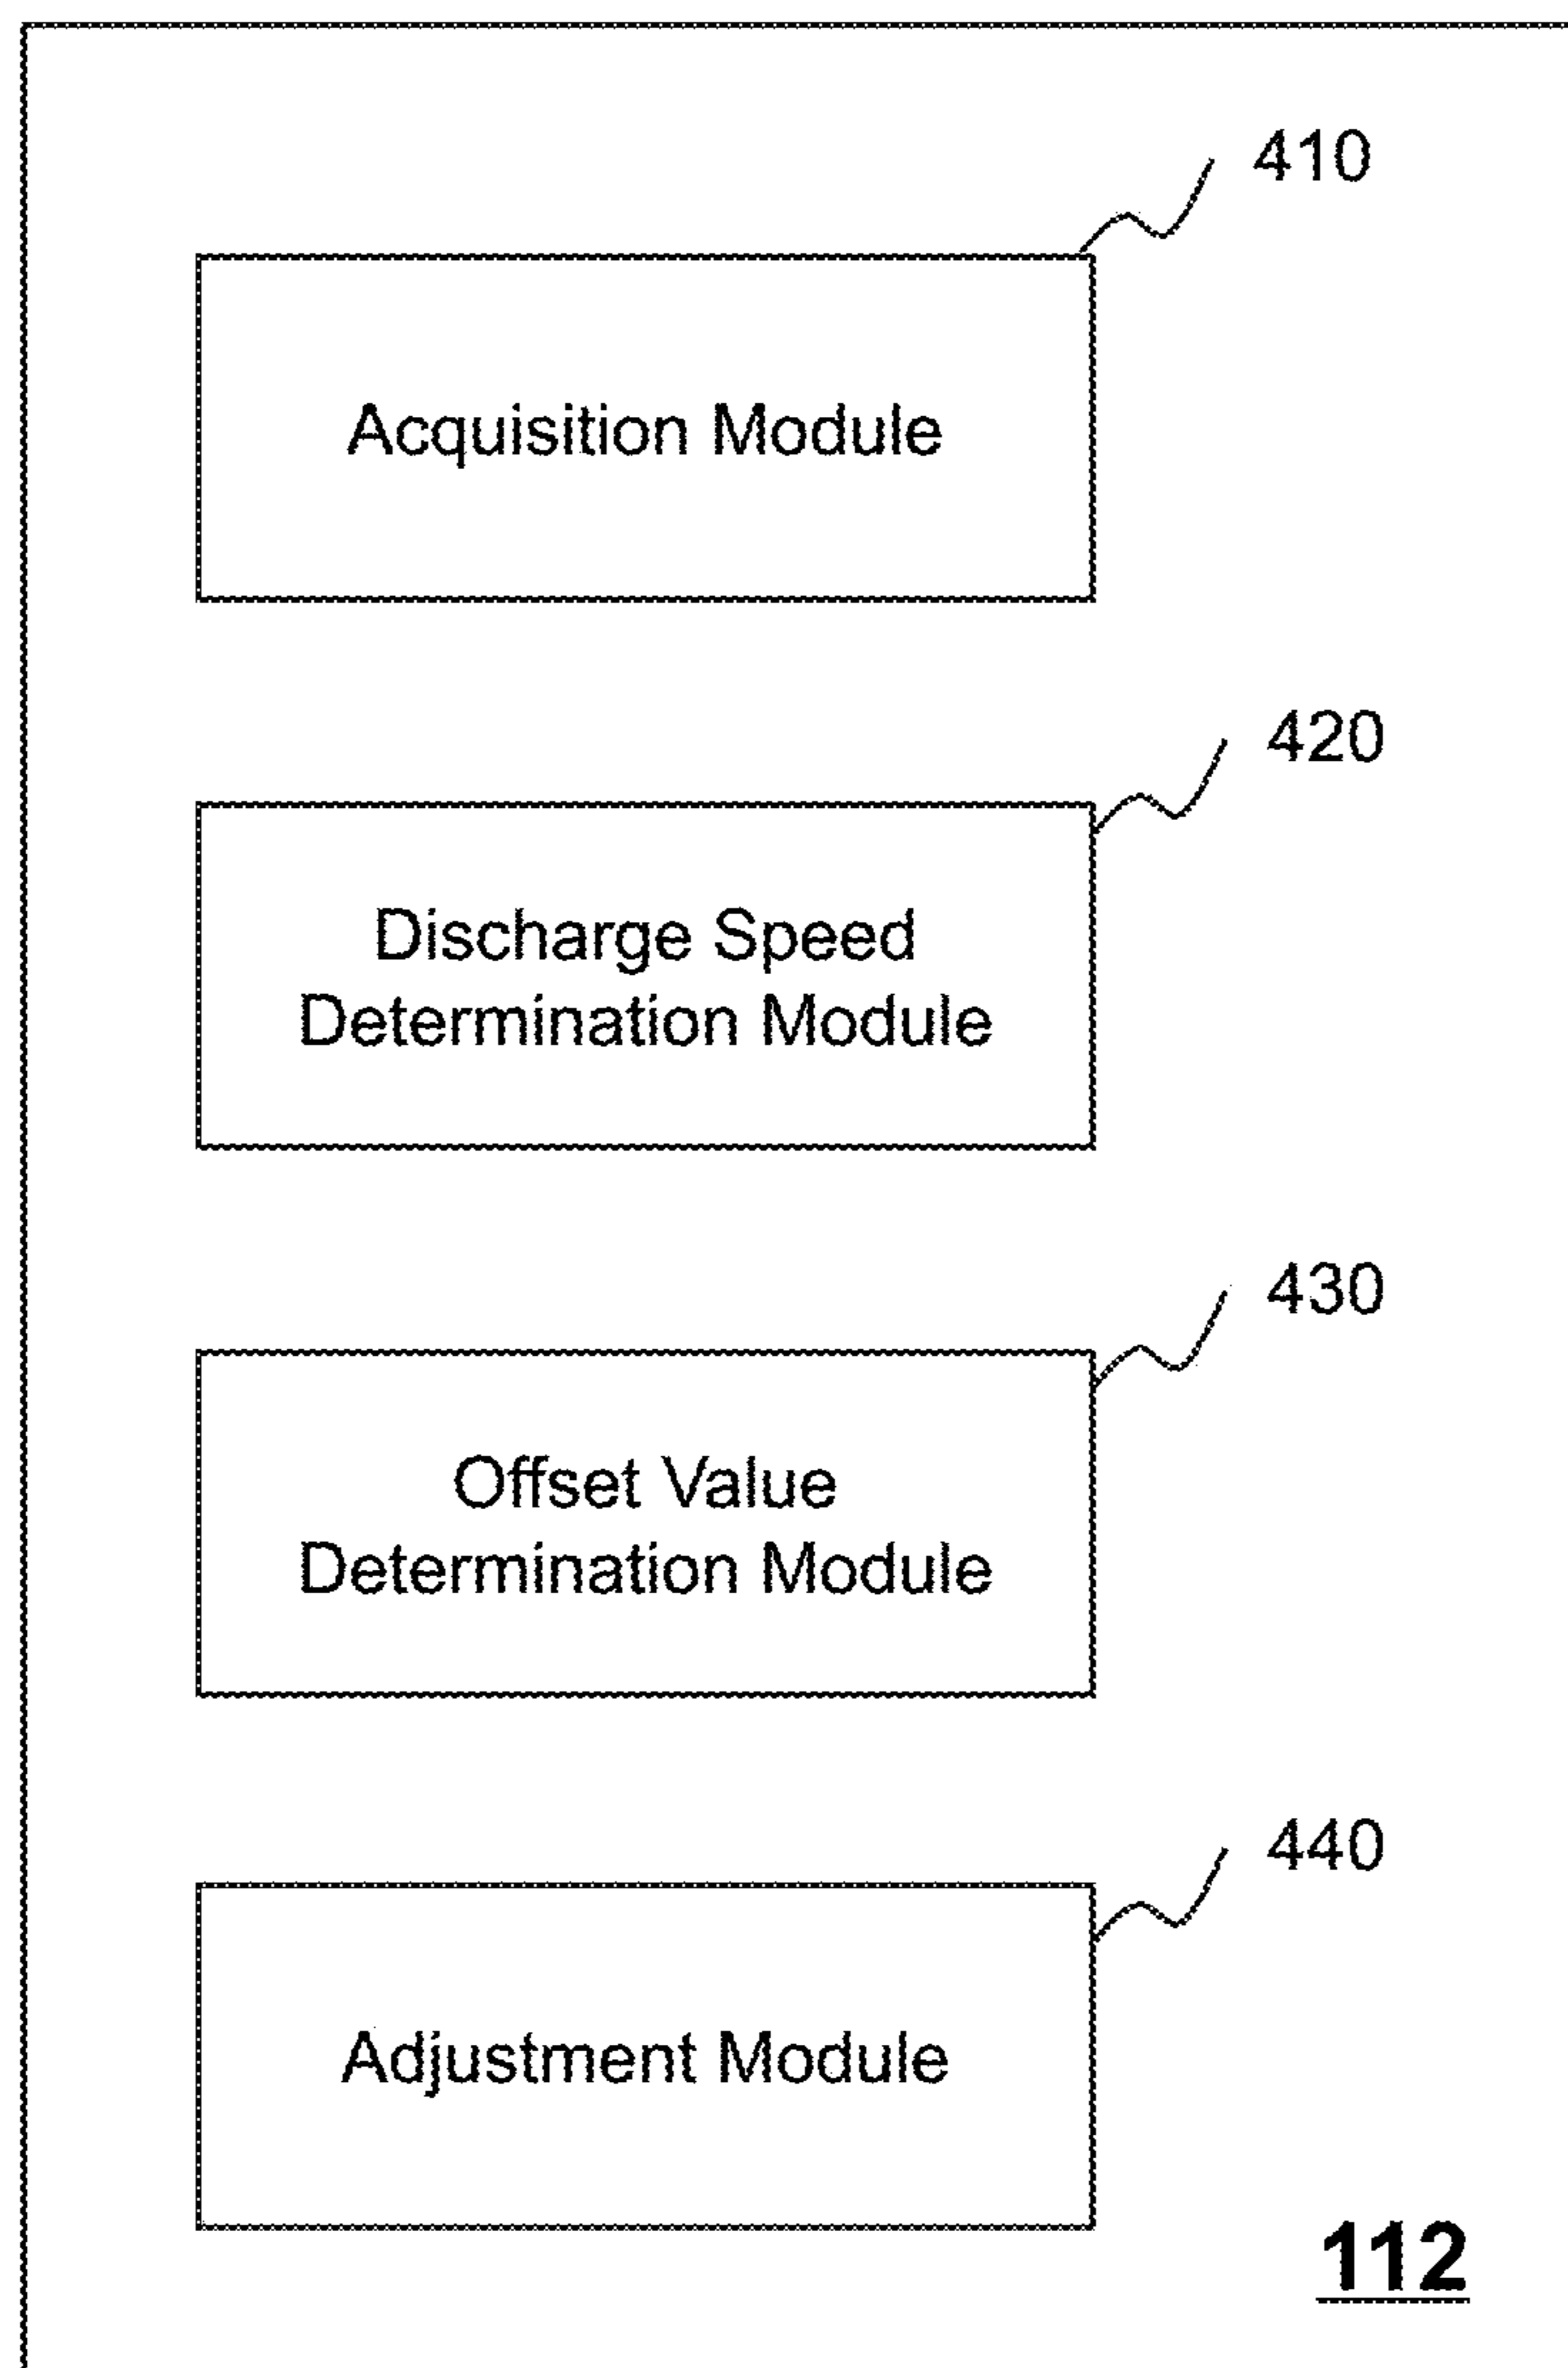 410
Acquisition Module
420
Discharge Speed
Determination Module
430
Offset Value
Determination Module
440
Adjustment Module
112